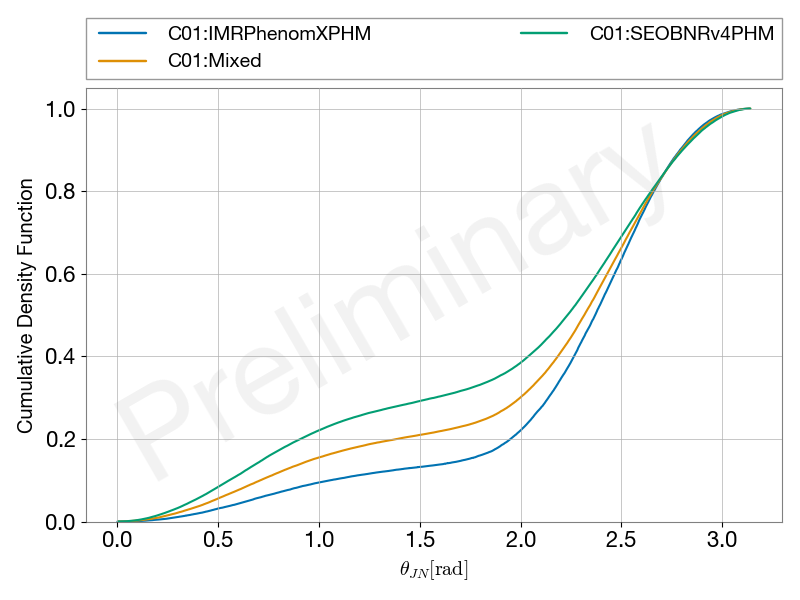 C01:IMRPhenomXPHM
C01:SEOBNRv4PHM
C01:Mixed
Preliminary
Cumulative Density Function
1.0
0.8
0.6
0.4
0.2
0.0
0.0 0.5 1.0 1.5 2.0 2.5 3.0
θ_JN[rad]